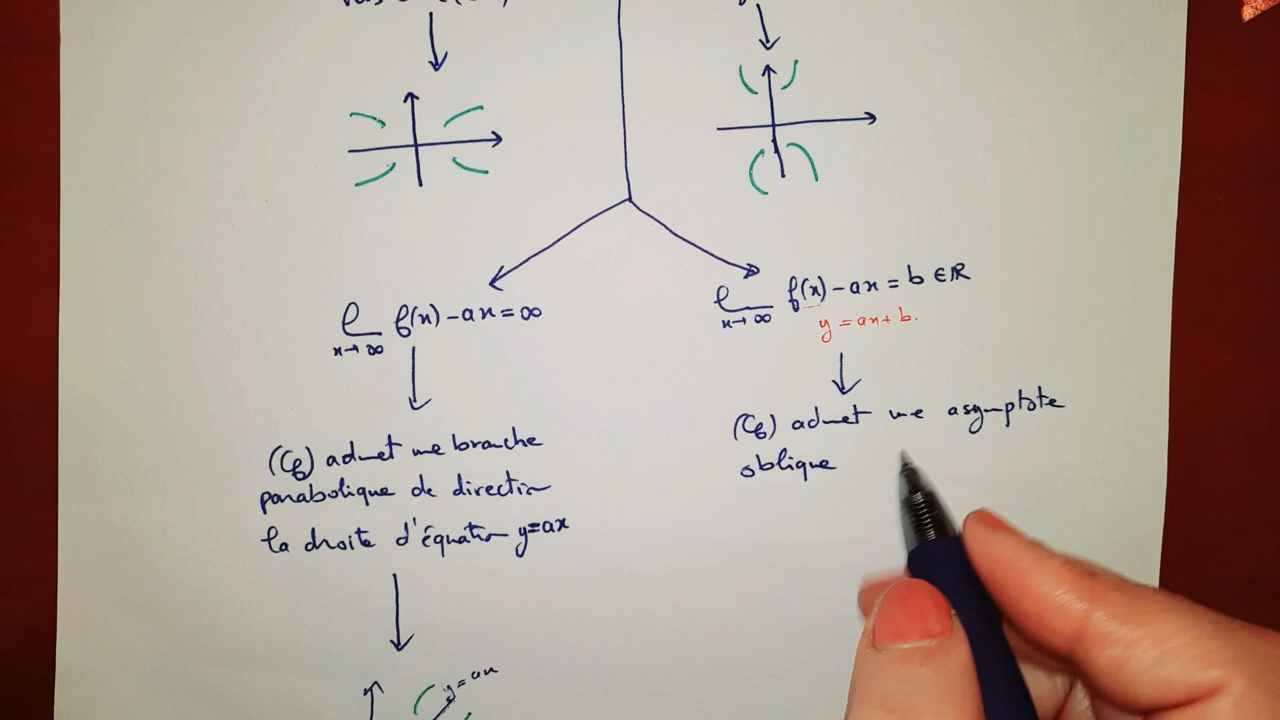 lim f(x) - ax = ∞
x→∞
lim f(x) - ax = b ∈ ℝ
x→∞
y = ax + b.
(Cf) admet une branche
parabolique de direction
la droite d'équation y=ax
(Cf) admet une asymptote
oblique
y = ax